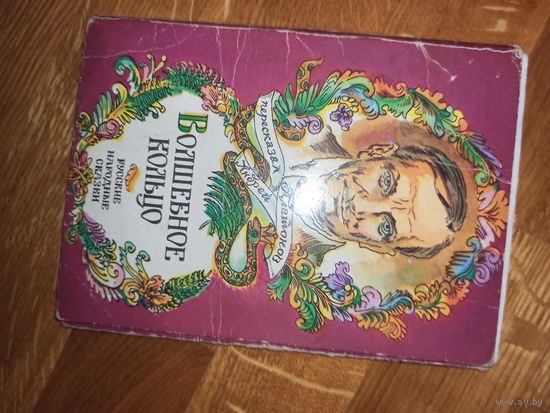 пересказал
Андрей Платонов
Волшебное
кольцо
русские
народные
сказки
www.ay.by